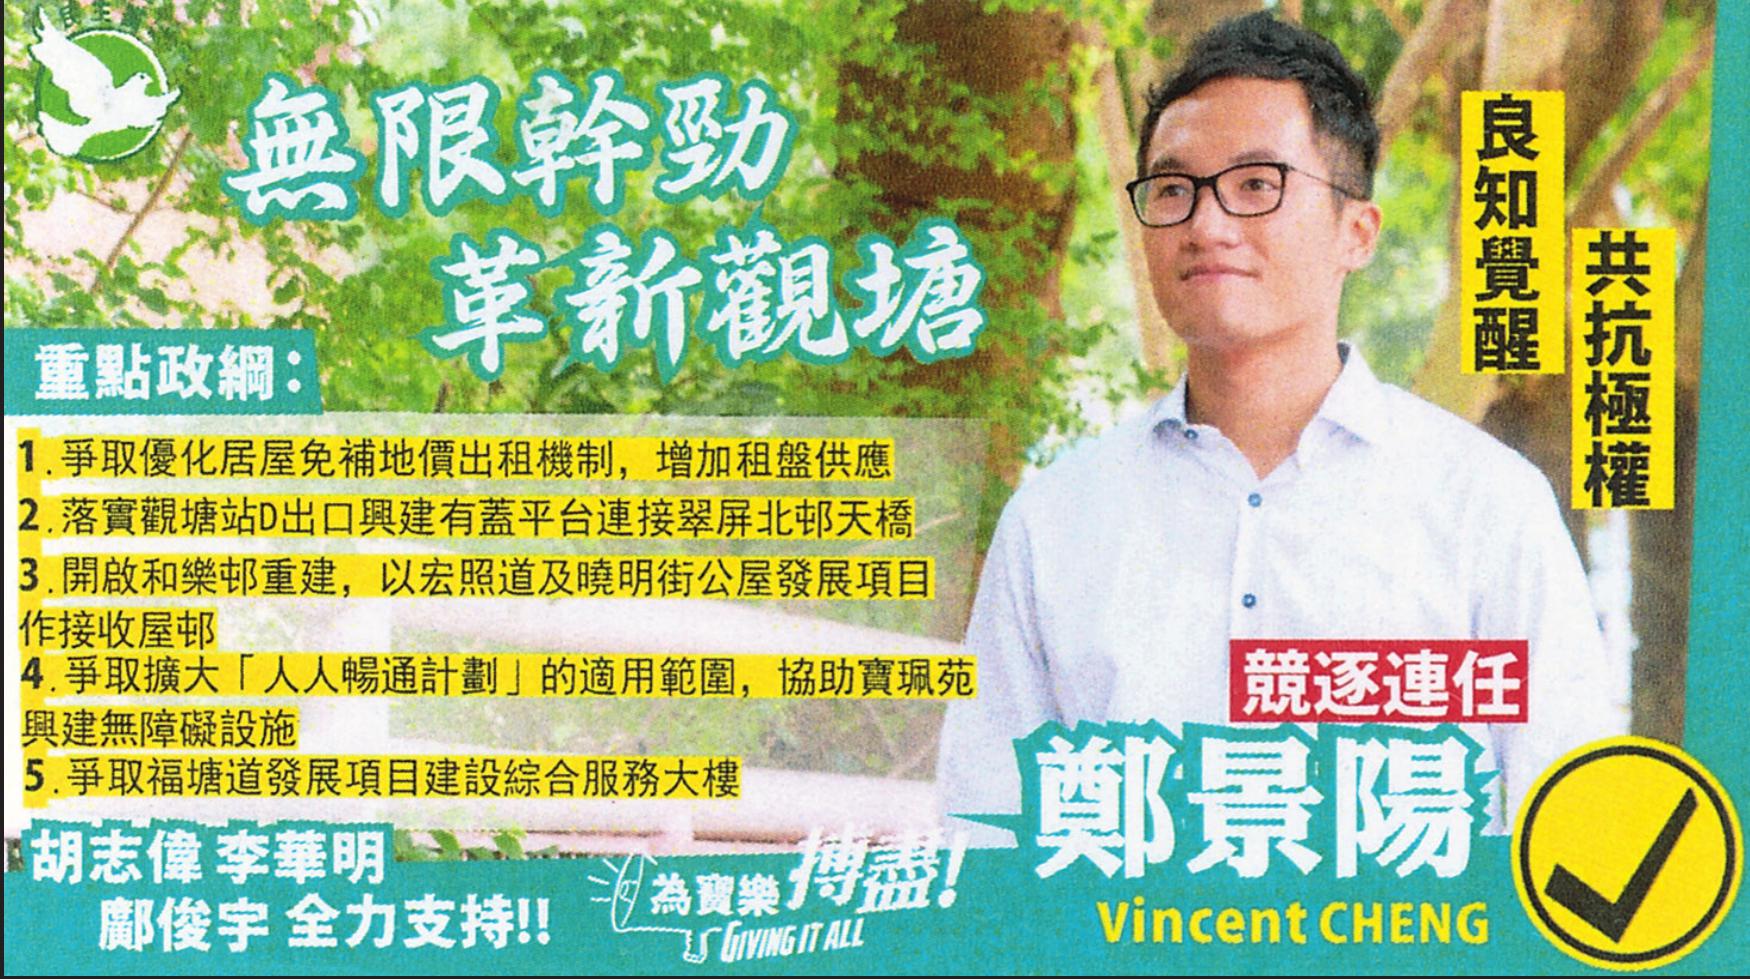 無限幹勁
革新觀塘
良知覺醒
共抗極權
重點政綱：
1.爭取優化居屋免補地價出租機制，增加租盤供應
2.落實觀塘站D出口興建有蓋平台連接翠屏北邨天橋
3.開啟和樂邨重建，以宏照道及曉明街公屋發展項目
作接收屋邨
4.爭取擴大「人人暢通計劃」的適用範圍，協助寶珮苑
興建無障礙設施
5.爭取福塘道發展項目建設綜合服務大樓
競逐連任
鄭景陽
Vincent CHENG
胡志偉 李華明
鄺俊宇 全力支持!!
為寶樂搏盡!
GIVING IT ALL